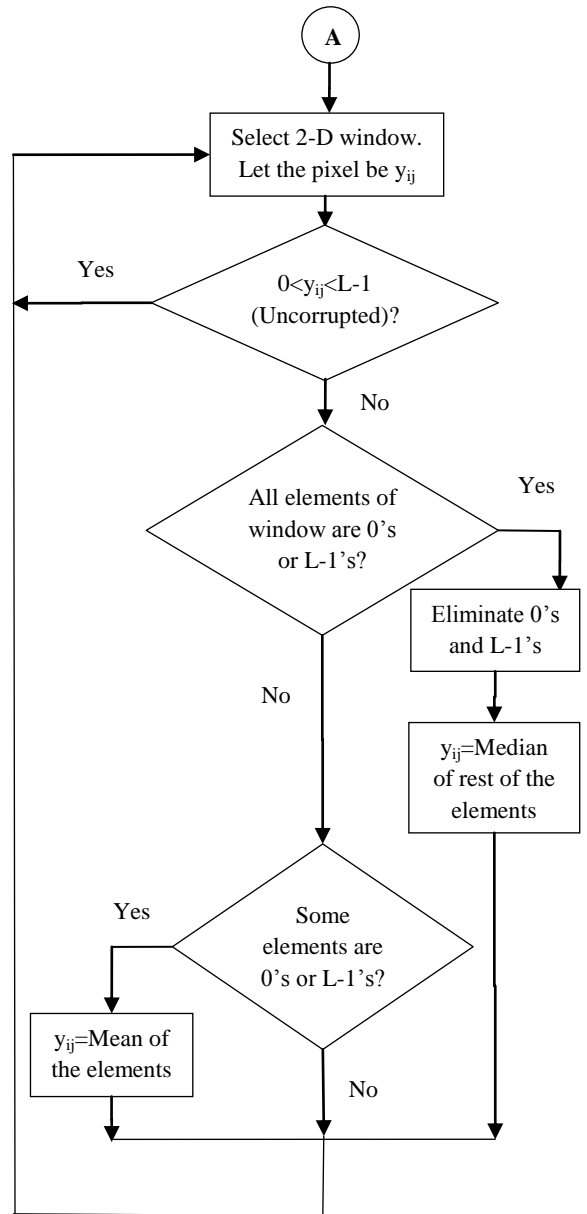 A
Select 2-D window.
Let the pixel be yij
Yes
0<yij<L-1
(Uncorrupted)?
No
All elements of
window are 0’s
or L-1’s?
Yes
Eliminate 0’s
and L-1’s
No
yij=Median
of rest of the
elements
Yes
Some
elements are
0’s or L-1’s?
yij=Mean of
the elements
No